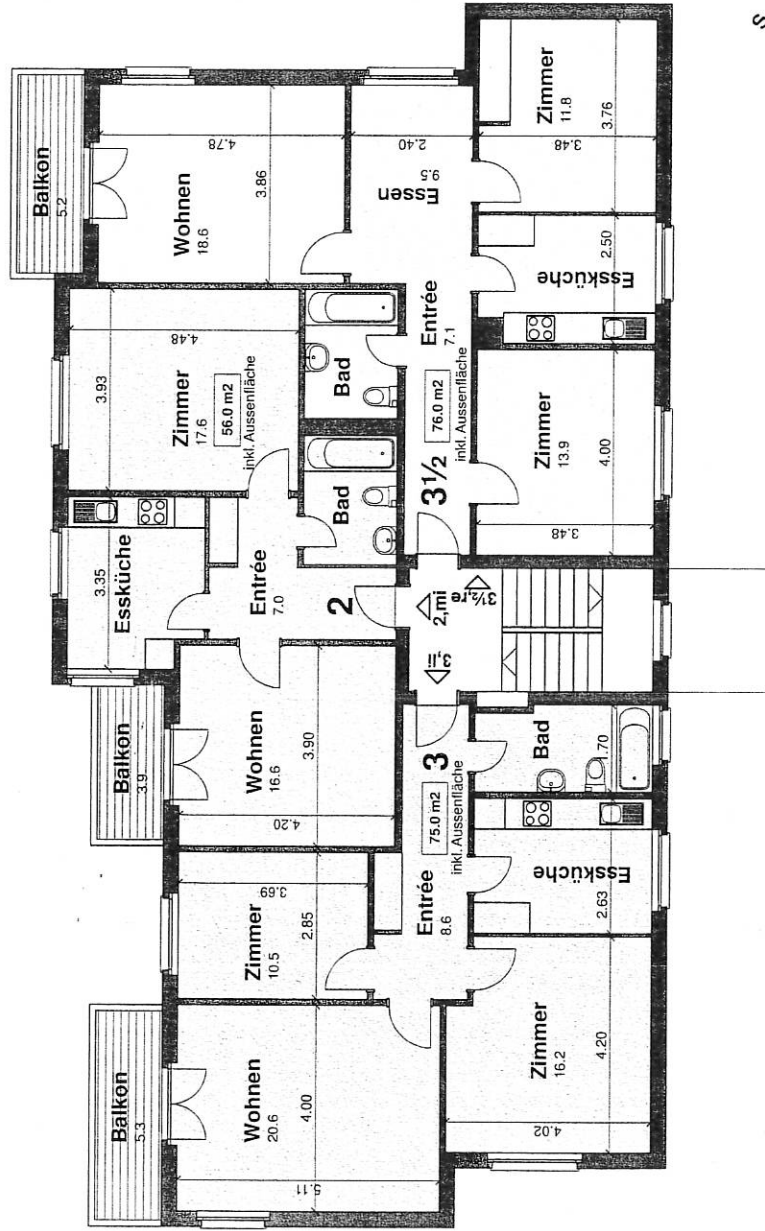 Balkon
5.3
Wohnen
20.6
4.00
5.11
Zimmer
10.5
2.85
3.69
Zimmer
16.2
4.20
4.02
Entrée
8.6
3
75.0 m2
inkl. Aussenfläche
Essküche
2.63
Bad
1.70
Balkon
3.9
Wohnen
16.6
3.90
4.20
Essküche
3.35
Entrée
7.0
2
Bad
Zimmer
17.6
56.0 m2
inkl. Aussenfläche
3.93
4.48
3,li
2,mi
3½,re
Balkon
5.2
Wohnen
18.6
3.86
4.78
Bad
Entrée
7.1
3½
76.0 m2
inkl. Aussenfläche
Essen
9.5
2.40
Zimmer
13.9
4.00
3.48
Essküche
2.50
Zimmer
11.8
3.76
3.48